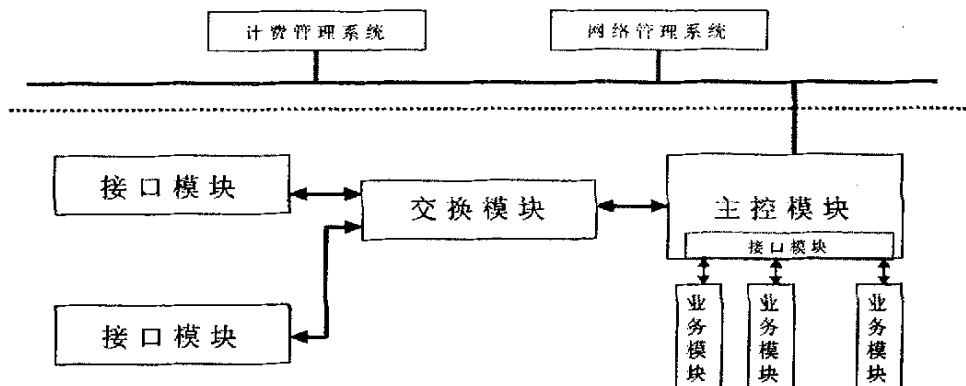 计费管理系统
网络管理系统
接口模块
交换模块
主控模块
接口模块
接口模块
业务模块
业务模块
业务模块